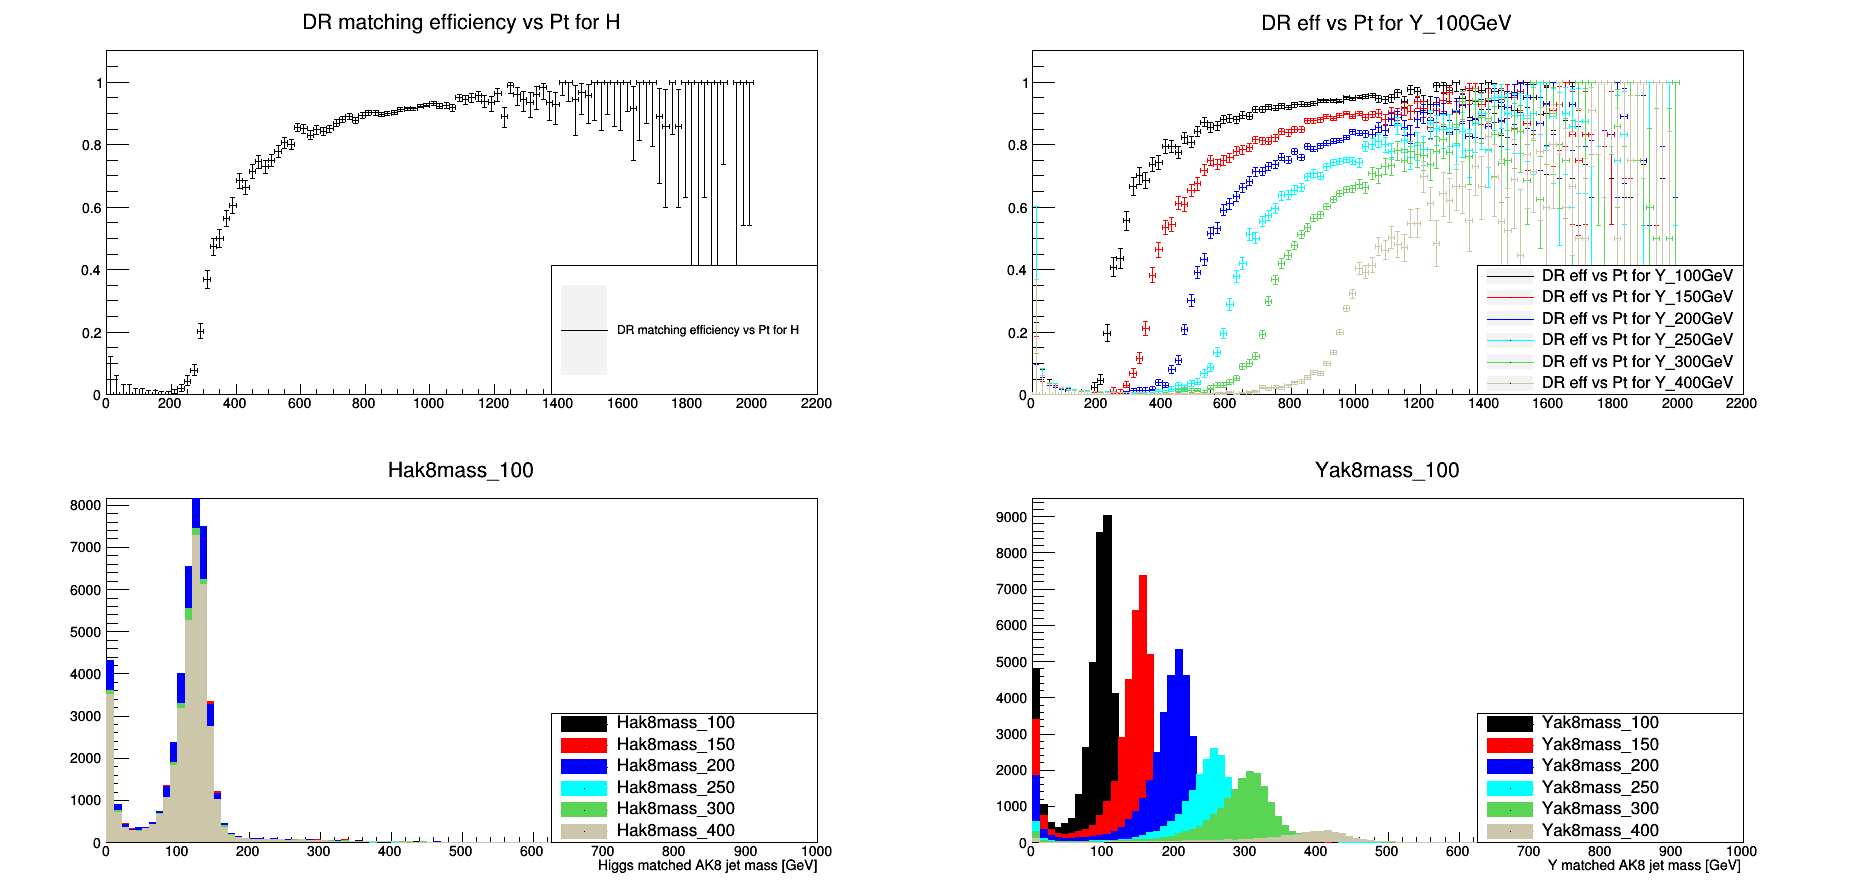 DR matching efficiency vs Pt for H
1
0.8
0.6
0.4
0.2
0
DR matching efficiency vs Pt for H
0 200 400 600 800 1000 1200 1400 1600 1800 2000 2200
DR eff vs Pt for Y_100GeV
1
0.8
0.6
0.4
0.2
0
DR eff vs Pt for Y_100GeV
DR eff vs Pt for Y_150GeV
DR eff vs Pt for Y_200GeV
DR eff vs Pt for Y_250GeV
DR eff vs Pt for Y_300GeV
DR eff vs Pt for Y_400GeV
0 200 400 600 800 1000 1200 1400 1600 1800 2000 2200
Hak8mass_100
8000
7000
6000
5000
4000
3000
2000
1000
0
Hak8mass_100
Hak8mass_150
Hak8mass_200
Hak8mass_250
Hak8mass_300
Hak8mass_400
0 100 200 300 400 500 600 700 800 900 1000
Higgs matched AK8 jet mass [GeV]
Yak8mass_100
9000
8000
7000
6000
5000
4000
3000
2000
1000
0
Yak8mass_100
Yak8mass_150
Yak8mass_200
Yak8mass_250
Yak8mass_300
Yak8mass_400
0 100 200 300 400 500 600 700 800 900 1000
Y matched AK8 jet mass [GeV]